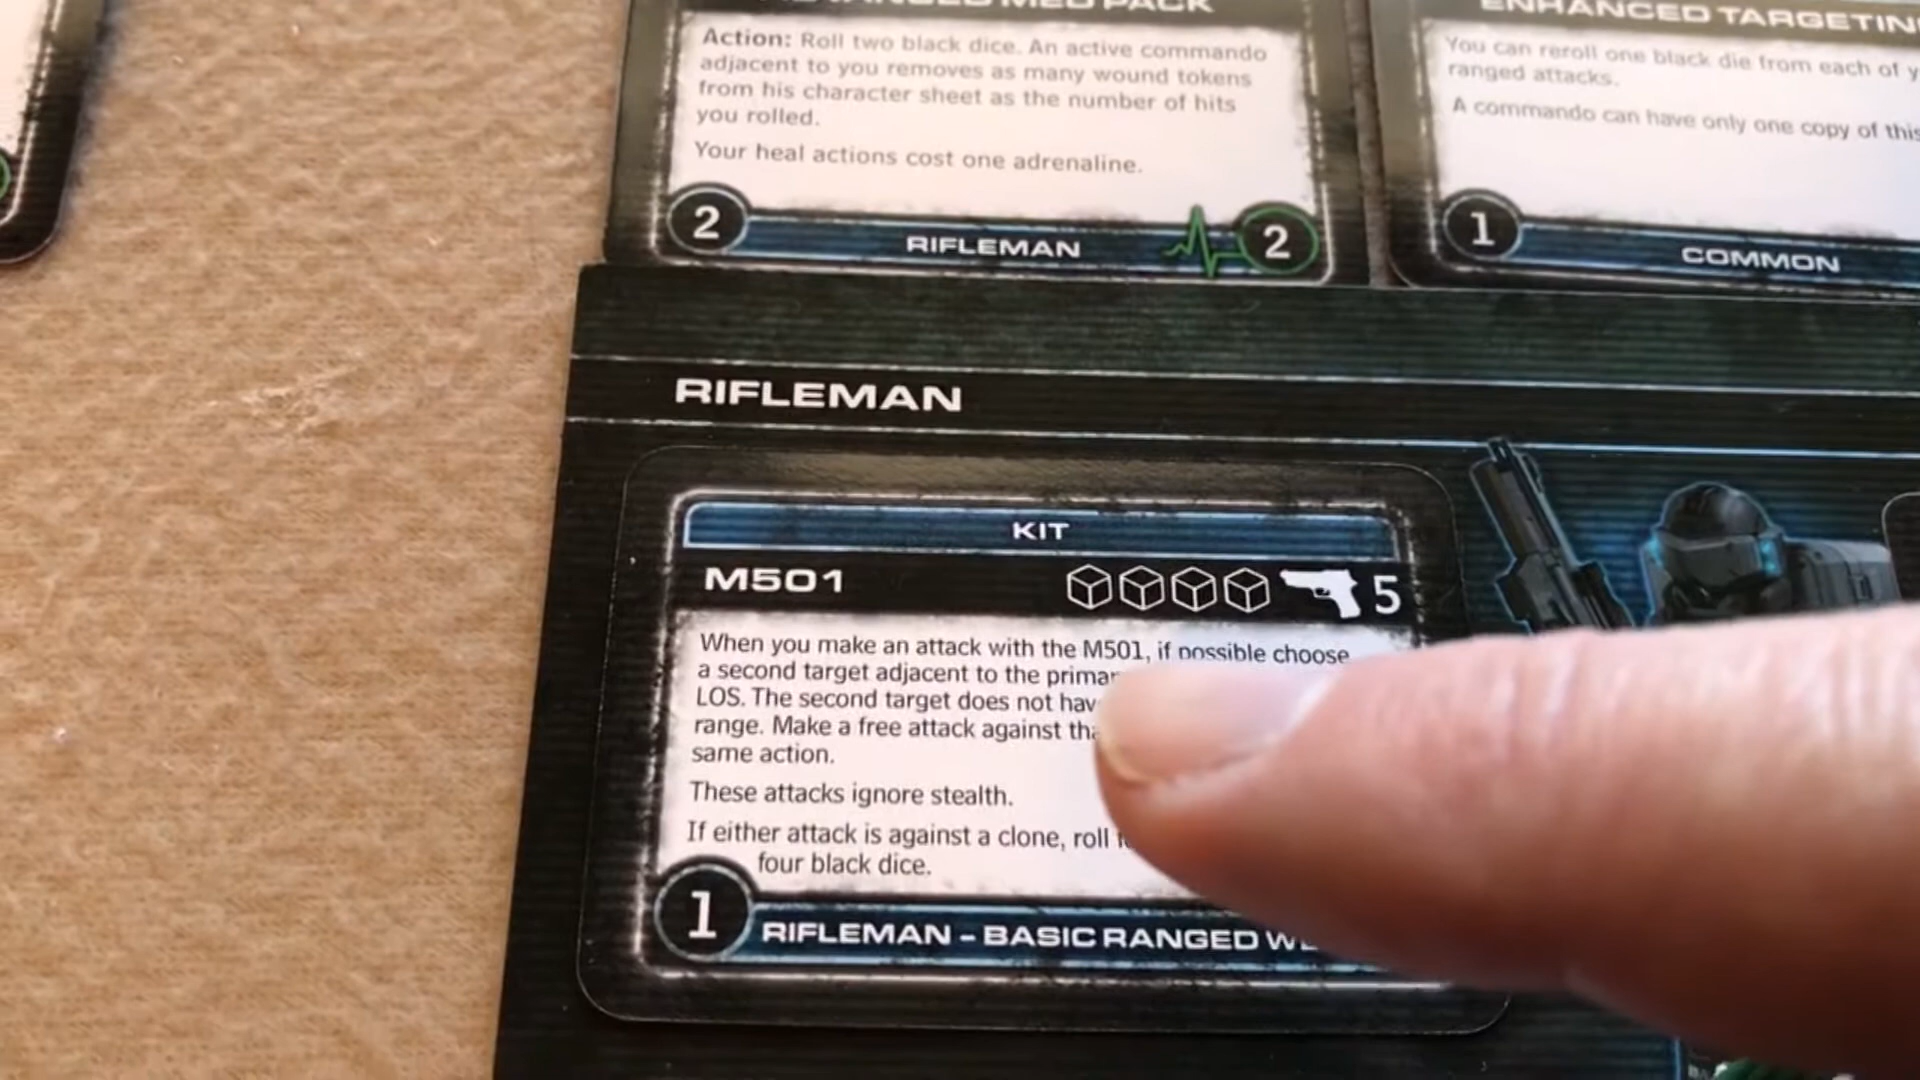 ADVANCED MED PACK
Action: Roll two black dice. An active commando
adjacent to you removes as many wound tokens
from his character sheet as the number of hits
you rolled.
Your heal actions cost one adrenaline.
2
RIFLEMAN
2
ENHANCED
You can reroll one black die from each of
ranged attacks.
A commando can have only one copy of this
1
COMMON
RIFLEMAN
KIT
M501
5
When you make an attack with the M501, if possible choose
a second target adjacent to the
LOS. The second target does not
range. Make a free attack against
same action.
These attacks ignore stealth.
If either attack is against a clone, roll
four black dice.
1
RIFLEMAN – BASIC RANGED